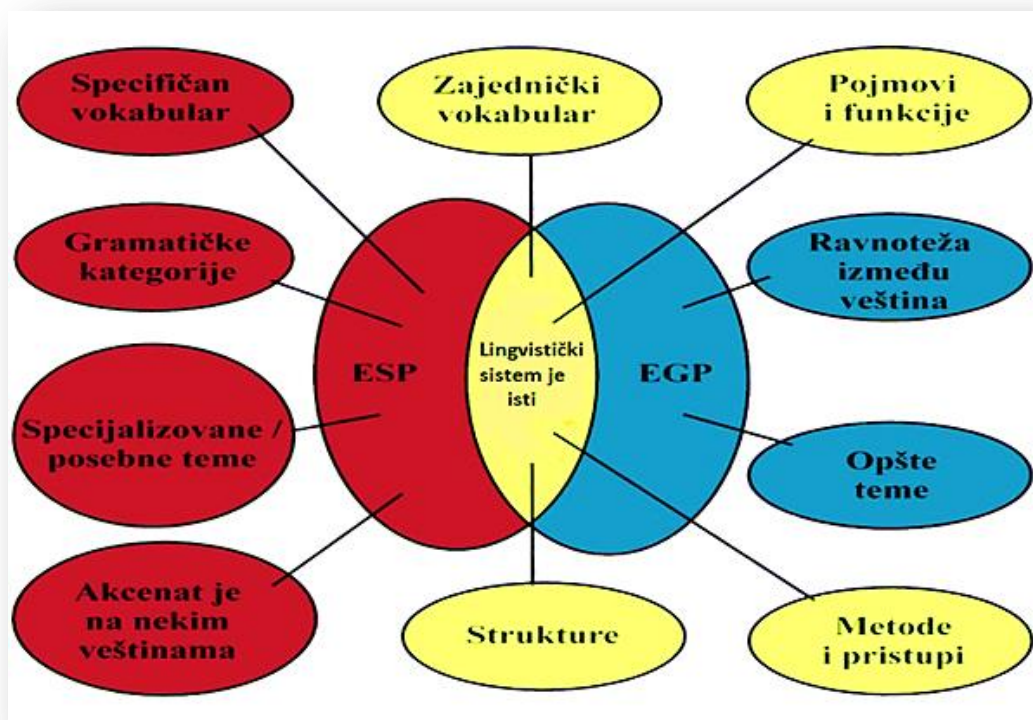 Specifičan
vokabular
Zajednički
vokabular
Pojmovi
i funkcije
Gramatičke
kategorije
Ravnoteža
između
veština
ESP
Lingvistički
sistem je
isti
EGP
Specijalizovane /
posebne teme
Opšte
teme
Akcenat je
na nekim
veštinama
Strukture
Metode
i pristupi